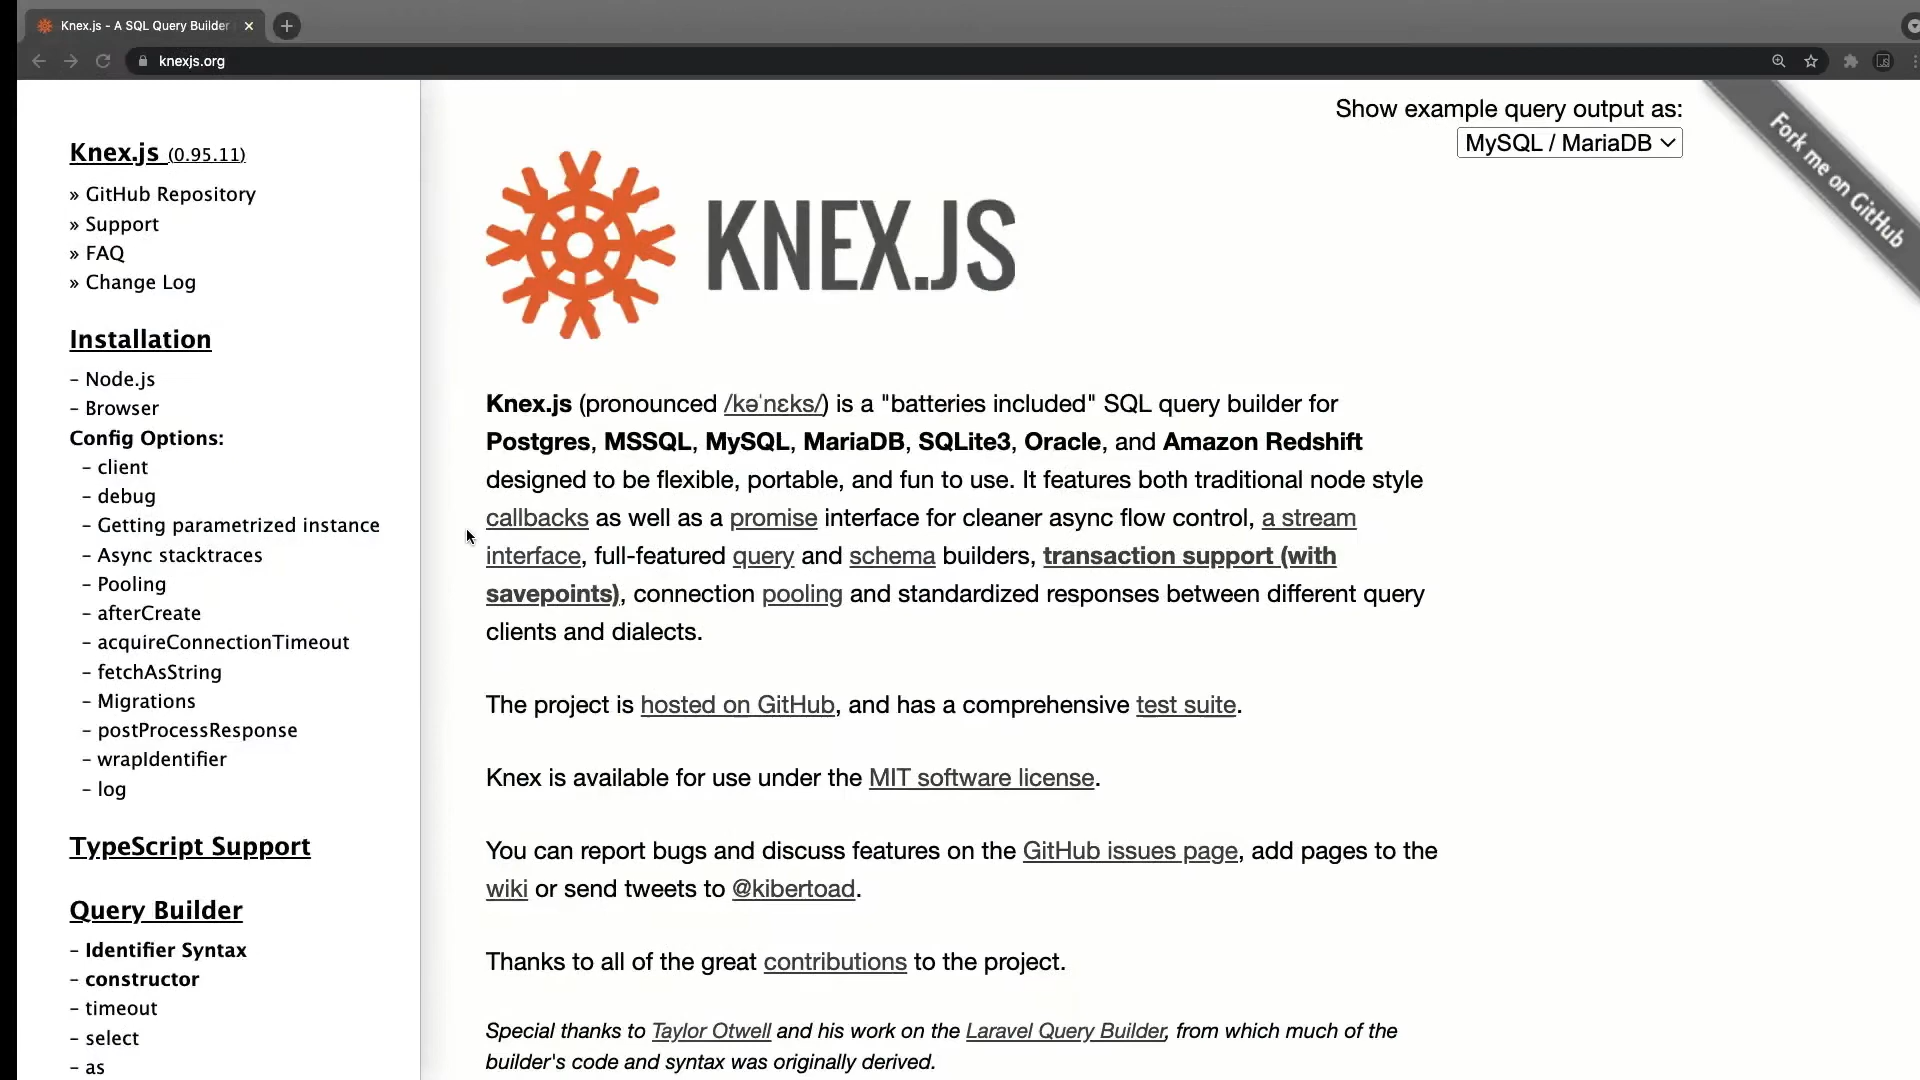 Knex.js - A SQL Query Builder
knexjs.org
Knex.js (0.95.11)
» GitHub Repository
» Support
» FAQ
» Change Log
Installation
– Node.js
– Browser
Config Options:
– client
– debug
– Getting parametrized instance
– Async stacktraces
– Pooling
– afterCreate
– acquireConnectionTimeout
– fetchAsString
– Migrations
– postProcessResponse
– wrapIdentifier
– log
TypeScript Support
Query Builder
– Identifier Syntax
– constructor
– timeout
– select
– as
Show example query output as:
MySQL / MariaDB
Fork me on GitHub
KNEX.JS
Knex.js (pronounced /kəˈnɛks/) is a "batteries included" SQL query builder for
Postgres, MSSQL, MySQL, MariaDB, SQLite3, Oracle, and Amazon Redshift
designed to be flexible, portable, and fun to use. It features both traditional node style
callbacks as well as a promise interface for cleaner async flow control, a stream
interface, full-featured query and schema builders, transaction support (with
savepoints), connection pooling and standardized responses between different query
clients and dialects.
The project is hosted on GitHub, and has a comprehensive test suite.
Knex is available for use under the MIT software license.
You can report bugs and discuss features on the GitHub issues page, add pages to the
wiki or send tweets to @kibertoad.
Thanks to all of the great contributions to the project.
Special thanks to Taylor Otwell and his work on the Laravel Query Builder, from which much of the
builder's code and syntax was originally derived.